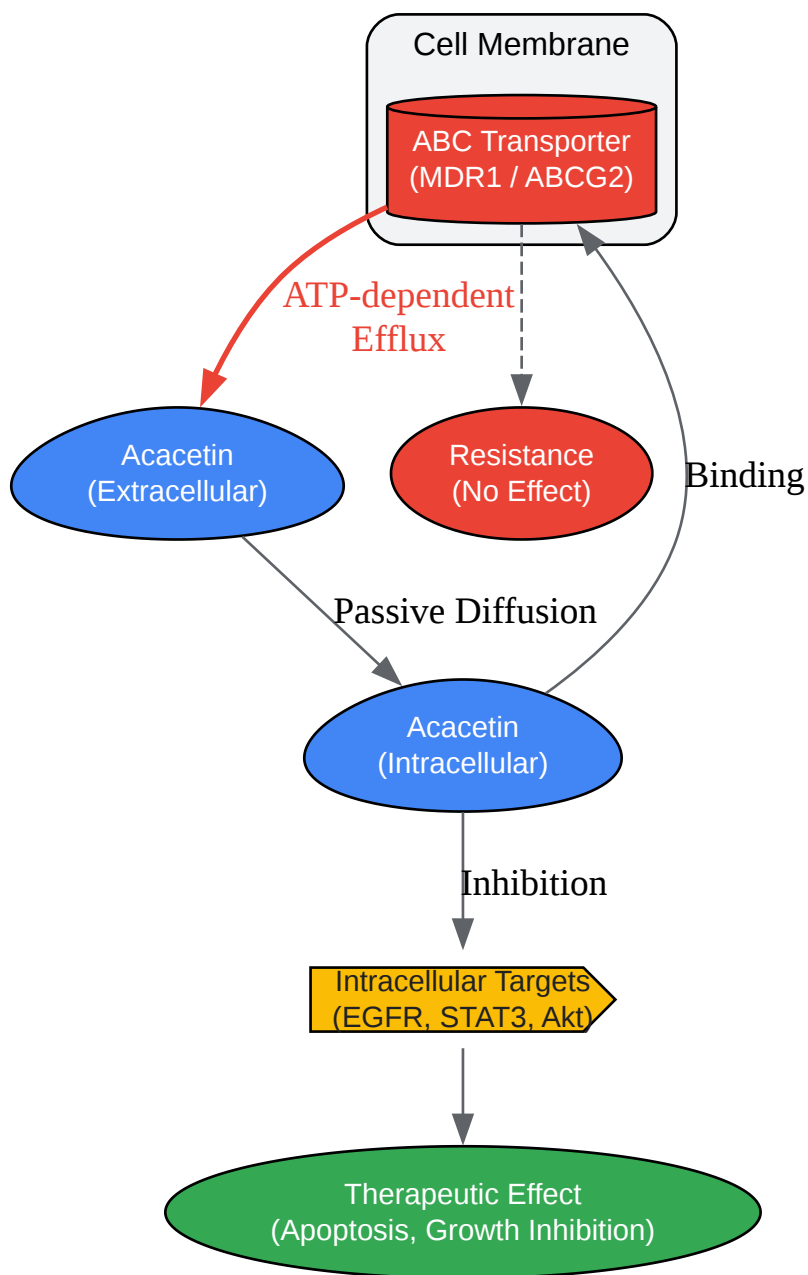 Cell Membrane
ABC Transporter
(MDR1 / ABCG2)
ATP-dependent
Efflux
Acacetin
(Extracellular)
Resistance
(No Effect)
Binding
Passive Diffusion
Acacetin
(Intracellular)
Inhibition
Intracellular Targets
(EGFR, STAT3, Akt)
Therapeutic Effect
(Apoptosis, Growth Inhibition)